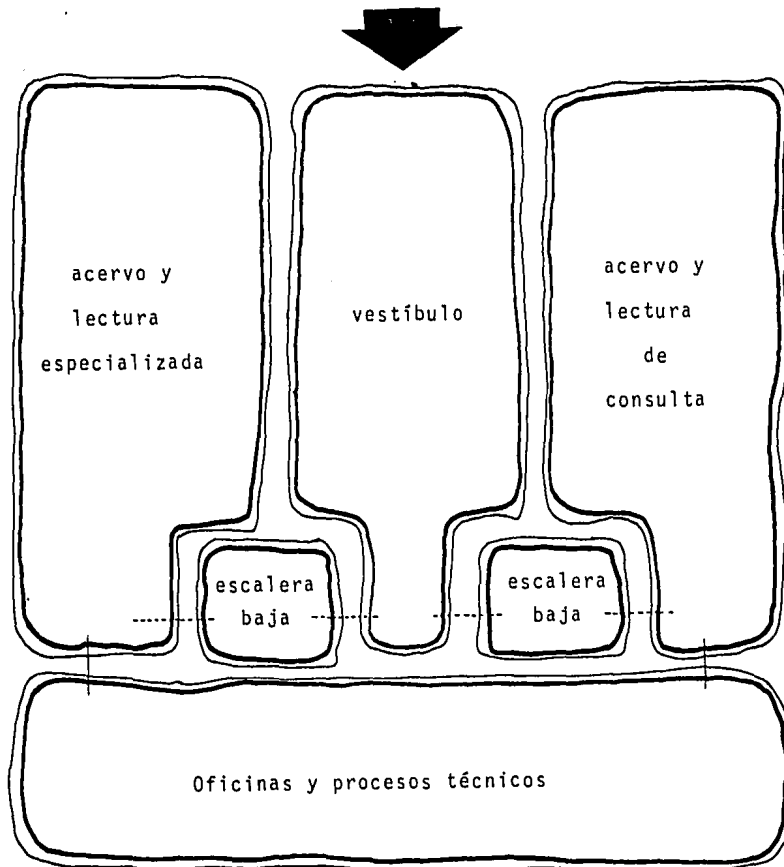 acervo y
lectura
especializada
vestíbulo
acervo y
lectura
de
consulta
escalera
baja
escalera
baja
Oficinas y procesos técnicos